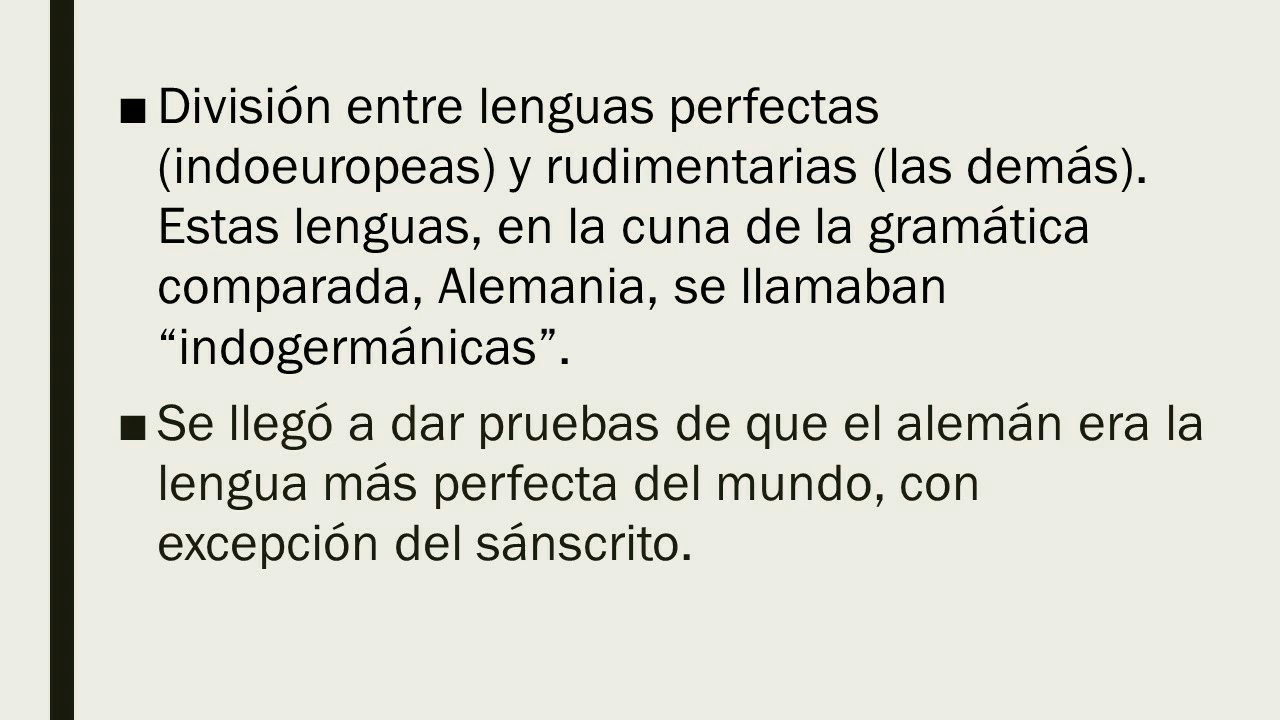 ■ División entre lenguas perfectas
(indoeuropeas) y rudimentarias (las demás).
Estas lenguas, en la cuna de la gramática
comparada, Alemania, se llamaban
“indogermánicas”.
■ Se llegó a dar pruebas de que el alemán era la
lengua más perfecta del mundo, con
excepción del sánscrito.